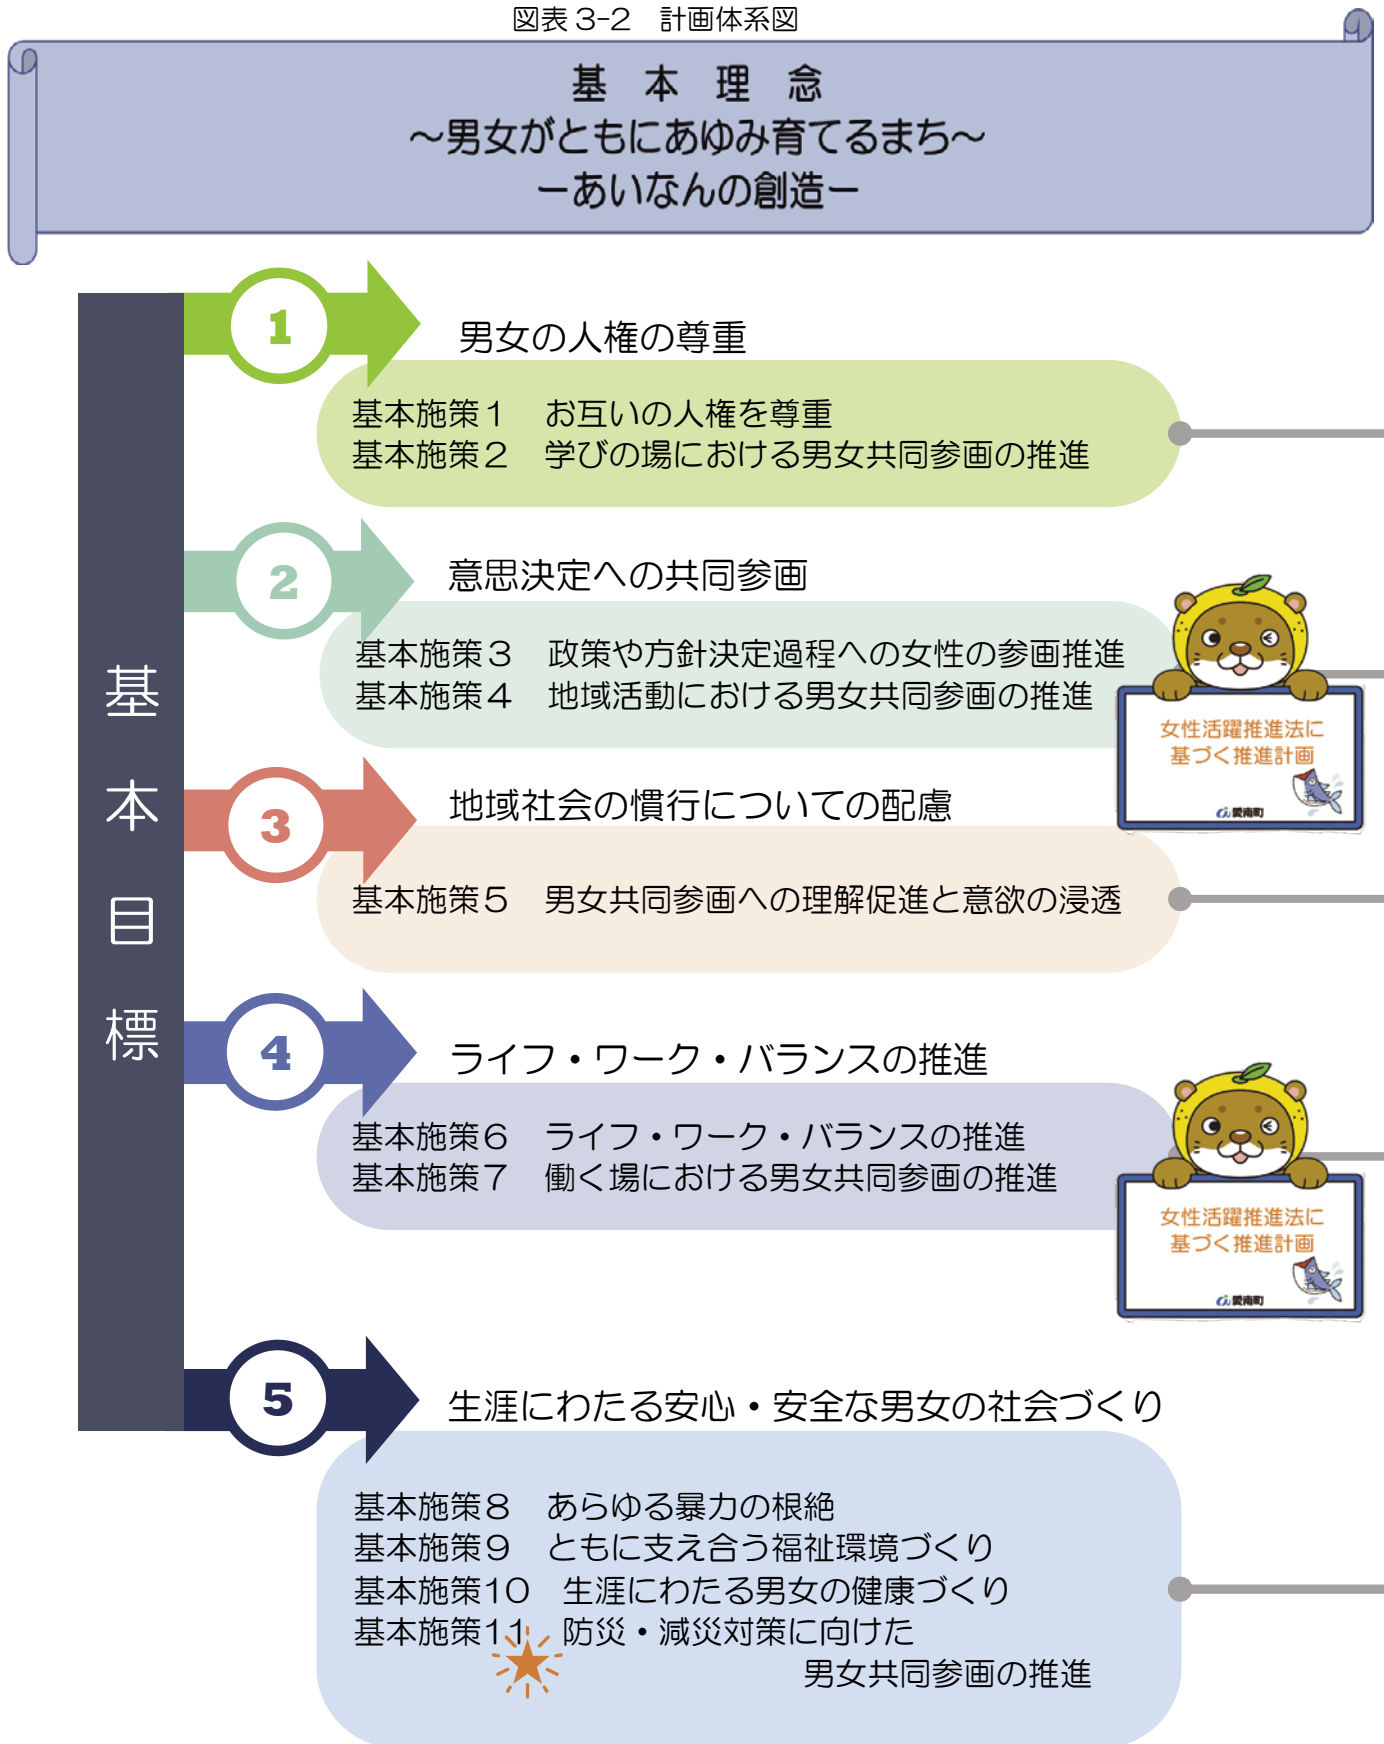 図表3-2　計画体系図
基　本　理　念
～男女がともにあゆみ育てるまち～
ーあいなんの創造ー
基本目標
1
男女の人権の尊重
基本施策1　お互いの人権を尊重
基本施策2　学びの場における男女共同参画の推進
2
意思決定への共同参画
基本施策3　政策や方針決定過程への女性の参画推進
基本施策4　地域活動における男女共同参画の推進
女性活躍推進法に
基づく推進計画
愛南町
3
地域社会の慣行についての配慮
基本施策5　男女共同参画への理解促進と意欲の浸透
4
ライフ・ワーク・バランスの推進
基本施策6　ライフ・ワーク・バランスの推進
基本施策7　働く場における男女共同参画の推進
女性活躍推進法に
基づく推進計画
愛南町
5
生涯にわたる安心・安全な男女の社会づくり
基本施策8　あらゆる暴力の根絶
基本施策9　ともに支え合う福祉環境づくり
基本施策10　生涯にわたる男女の健康づくり
基本施策11　防災・減災対策に向けた
男女共同参画の推進